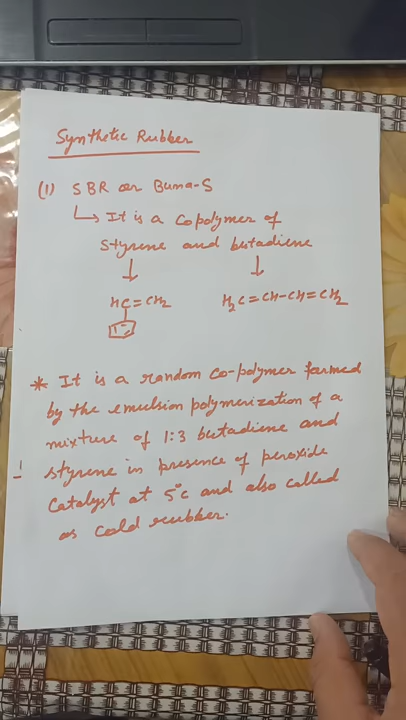 Synthetic Rubber
(1) SBR or Buna-S
↳ It is a copolymer of
styrene and butadiene
↓ ↓
HC=CH₂ H₂C=CH-CH=CH₂
* It is a random co-polymer formed
by the emulsion polymerization of a
mixture of 1:3 butadiene and
styrene in presence of peroxide
catalyst at 5°c and also called
as cold rubber.